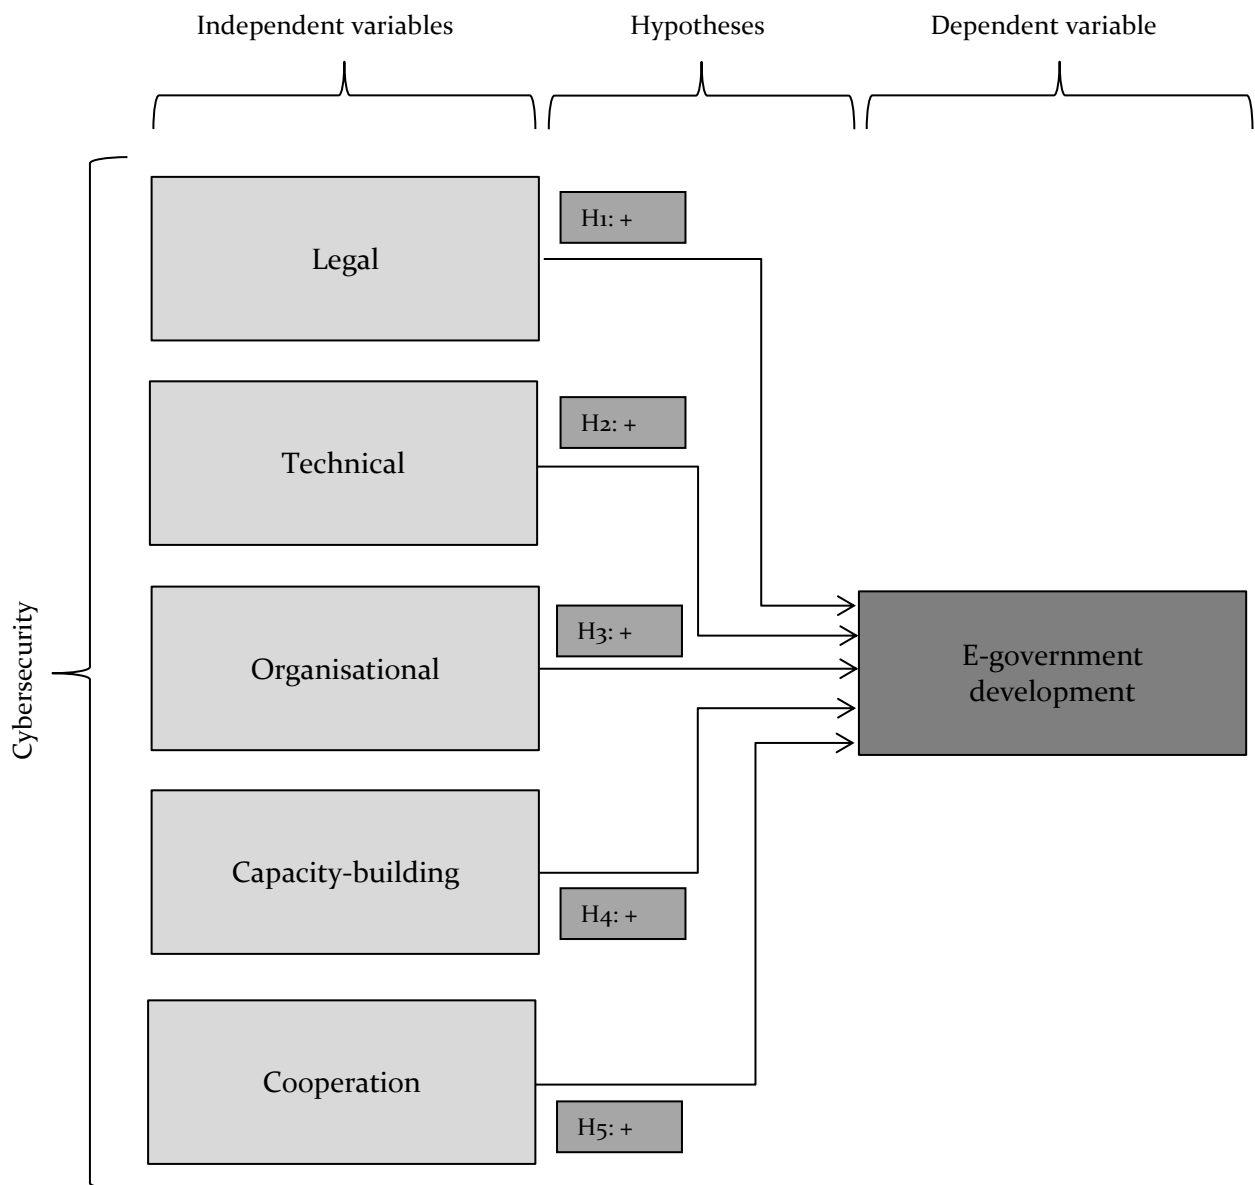 Independent variables
Hypotheses
Dependent variable
Cybersecurity
Legal
H1: +
Technical
H2: +
Organisational
H3: +
E-government
development
Capacity-building
H4: +
Cooperation
H5: +